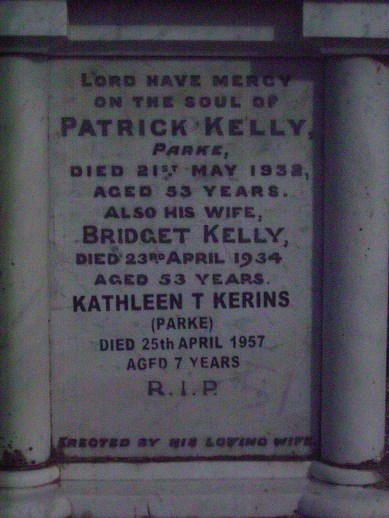 LORD HAVE MERCY
ON THE SOUL OF
PATRICK KELLY,
PARKE,
DIED 21ST MAY 1932,
AGED 53 YEARS.
ALSO HIS WIFE,
BRIDGET KELLY,
DIED 23RD APRIL 1934
AGED 53 YEARS.
KATHLEEN T KERINS
(PARKE)
DIED 25th APRIL 1957
AGED 7 YEARS
R.I.P.
ERECTED BY HIS LOVING WIFE.